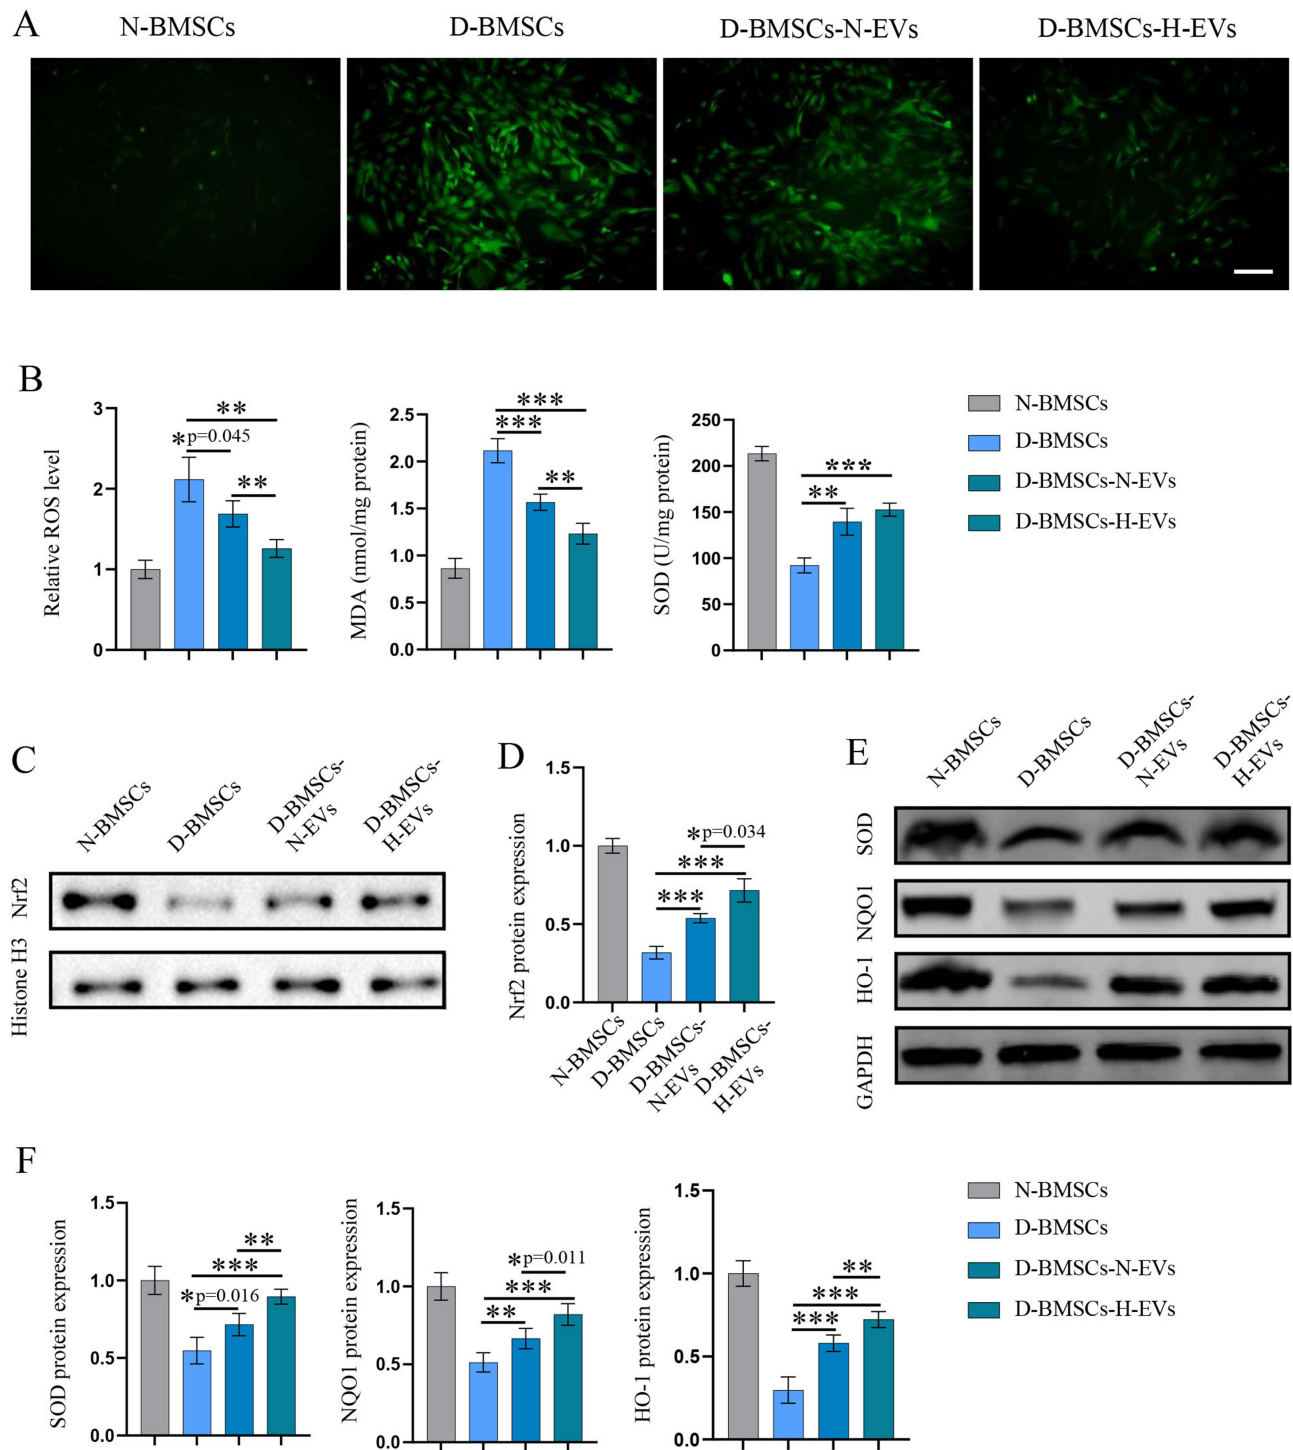 A
N-BMSCs
D-BMSCs
D-BMSCs-N-EVs
D-BMSCs-H-EVs
B
Relative ROS level
3
2
1
0
**
*p=0.045
**
MDA (nmol/mg protein)
2.5
2.0
1.5
1.0
0.5
0.0
***
***
**
SOD (U/mg protein)
250
200
150
100
50
0
***
**
N-BMSCs
D-BMSCs
D-BMSCs-N-EVs
D-BMSCs-H-EVs
C
N-BMSCs
D-BMSCs
D-BMSCs-
N-EVs
D-BMSCs-
H-EVs
Nrf2
Histone H3
D
Nrf2 protein expression
1.5
1.0
0.5
0.0
*p=0.034
***
***
N-BMSCs
D-BMSCs
D-BMSCs-
N-EVs
D-BMSCs-
H-EVs
E
N-BMSCs
D-BMSCs
D-BMSCs-
N-EVs
D-BMSCs-
H-EVs
SOD
NQO1
HO-1
GAPDH
F
SOD protein expression
1.5
1.0
0.5
0.0
**
***
*p=0.016
NQO1 protein expression
1.5
1.0
0.5
0.0
*p=0.011
***
**
HO-1 protein expression
1.5
1.0
0.5
0.0
**
***
***
N-BMSCs
D-BMSCs
D-BMSCs-N-EVs
D-BMSCs-H-EVs